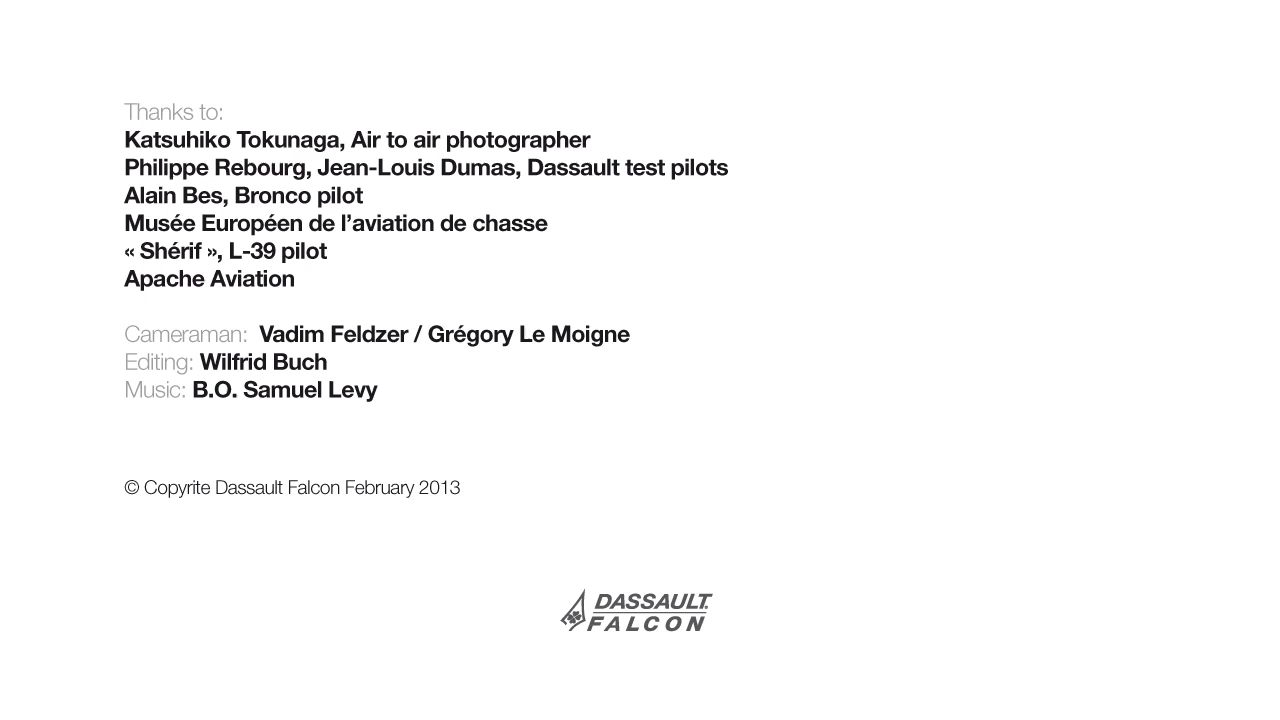 Thanks to:
Katsuhiko Tokunaga, Air to air photographer
Philippe Rebourg, Jean-Louis Dumas, Dassault test pilots
Alain Bes, Bronco pilot
Musée Européen de l’aviation de chasse
« Shérif », L-39 pilot
Apache Aviation
Cameraman: Vadim Feldzer / Grégory Le Moigne
Editing: Wilfrid Buch
Music: B.O. Samuel Levy
© Copyrite Dassault Falcon February 2013
DASSAULT
FALCON